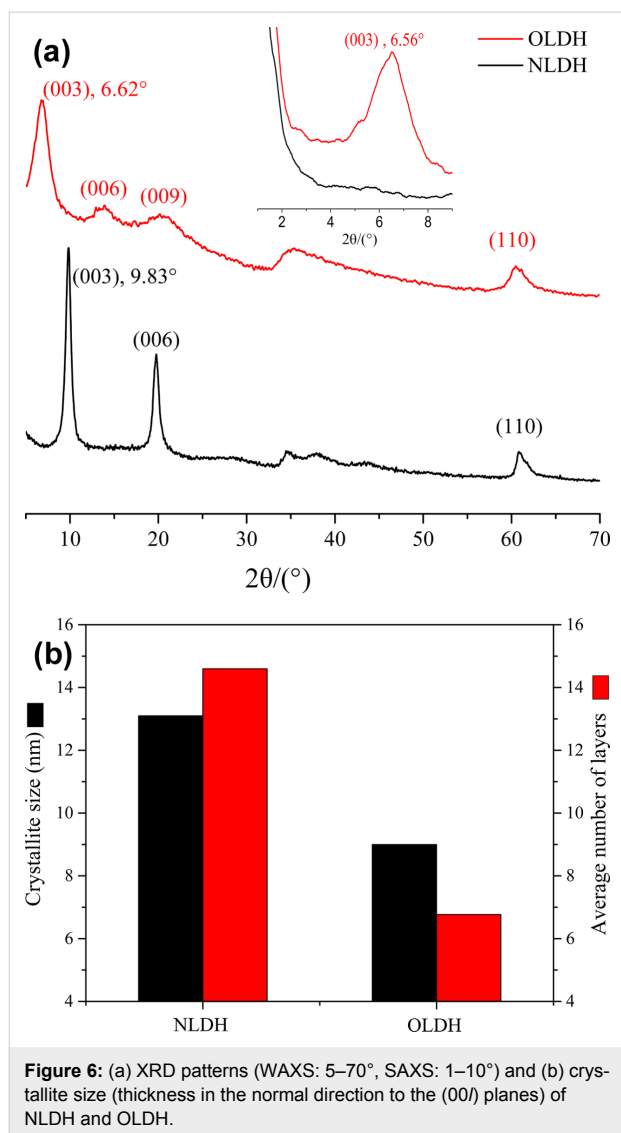 (a)
(003), 6.62°
(006)
(009)
(110)
(003) , 6.56°
2 4 6 8
2θ/(°)
OLDH
NLDH
(003), 9.83°
(006)
(110)
10 20 30 40 50 60 70
2θ/(°)
(b)
Crystallite size (nm)
16
14
12
10
8
6
4
16
14
12
10
8
6
4
Average number of layers
NLDH OLDH
Figure 6: (a) XRD patterns (WAXS: 5–70°, SAXS: 1–10°) and (b) crys-
tallite size (thickness in the normal direction to the (00l) planes) of
NLDH and OLDH.